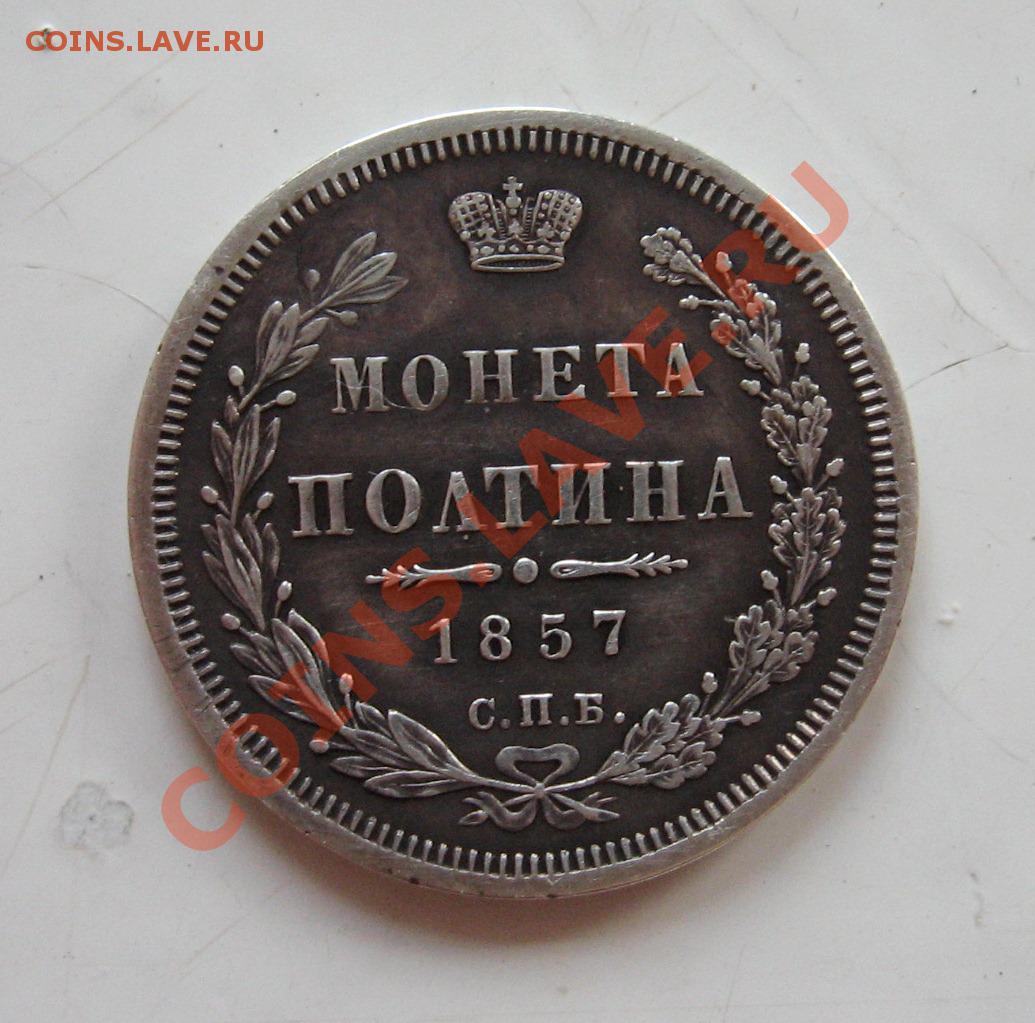 COINS.LAVE.RU
МОНЕТА
ПОЛТИНА
1857
С.П.Б.
COINS.LAVE.RU